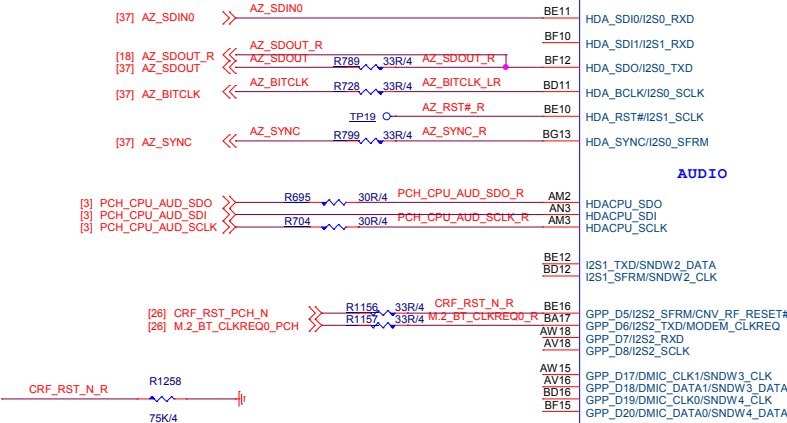 [37] AZ_SDIN0 AZ_SDIN0 BE11 HDA_SDI0/I2S0_RXD
BF10 HDA_SDI1/I2S1_RXD
[18] AZ_SDOUT_R AZ_SDOUT_R
[37] AZ_SDOUT AZ_SDOUT R789 33R/4 AZ_SDOUT_R BF12 HDA_SDO/I2S0_TXD
[37] AZ_BITCLK AZ_BITCLK R728 33R/4 AZ_BITCLK_LR BD11 HDA_BCLK/I2S0_SCLK
TP19 AZ_RST#_R BE10 HDA_RST#/I2S1_SCLK
[37] AZ_SYNC AZ_SYNC R799 33R/4 AZ_SYNC_R BG13 HDA_SYNC/I2S0_SFRM
AUDIO
[3] PCH_CPU_AUD_SDO R695 30R/4 PCH_CPU_AUD_SDO_R AM2 HDACPU_SDO
[3] PCH_CPU_AUD_SDI AN3 HDACPU_SDI
[3] PCH_CPU_AUD_SCLK R704 30R/4 PCH_CPU_AUD_SCLK_R AM3 HDACPU_SCLK
BE12 I2S1_TXD/SNDW2_DATA
BD12 I2S1_SFRM/SNDW2_CLK
[26] CRF_RST_PCH_N R1156 33R/4 CRF_RST_N_R BE16 GPP_D5/I2S2_SFRM/CNV_RF_RESET#
[26] M.2_BT_CLKREQ0_PCH R1157 33R/4 M.2_BT_CLKREQ0_R BA17 GPP_D6/I2S2_TXD/MODEM_CLKREQ
AW18 GPP_D7/I2S2_RXD
AV18 GPP_D8/I2S2_SCLK
AW15 GPP_D17/DMIC_CLK1/SNDW3_CLK
AV16 GPP_D18/DMIC_DATA1/SNDW3_DATA
BD16 GPP_D19/DMIC_CLK0/SNDW4_CLK
BF15 GPP_D20/DMIC_DATA0/SNDW4_DATA
CRF_RST_N_R R1258
75K/4